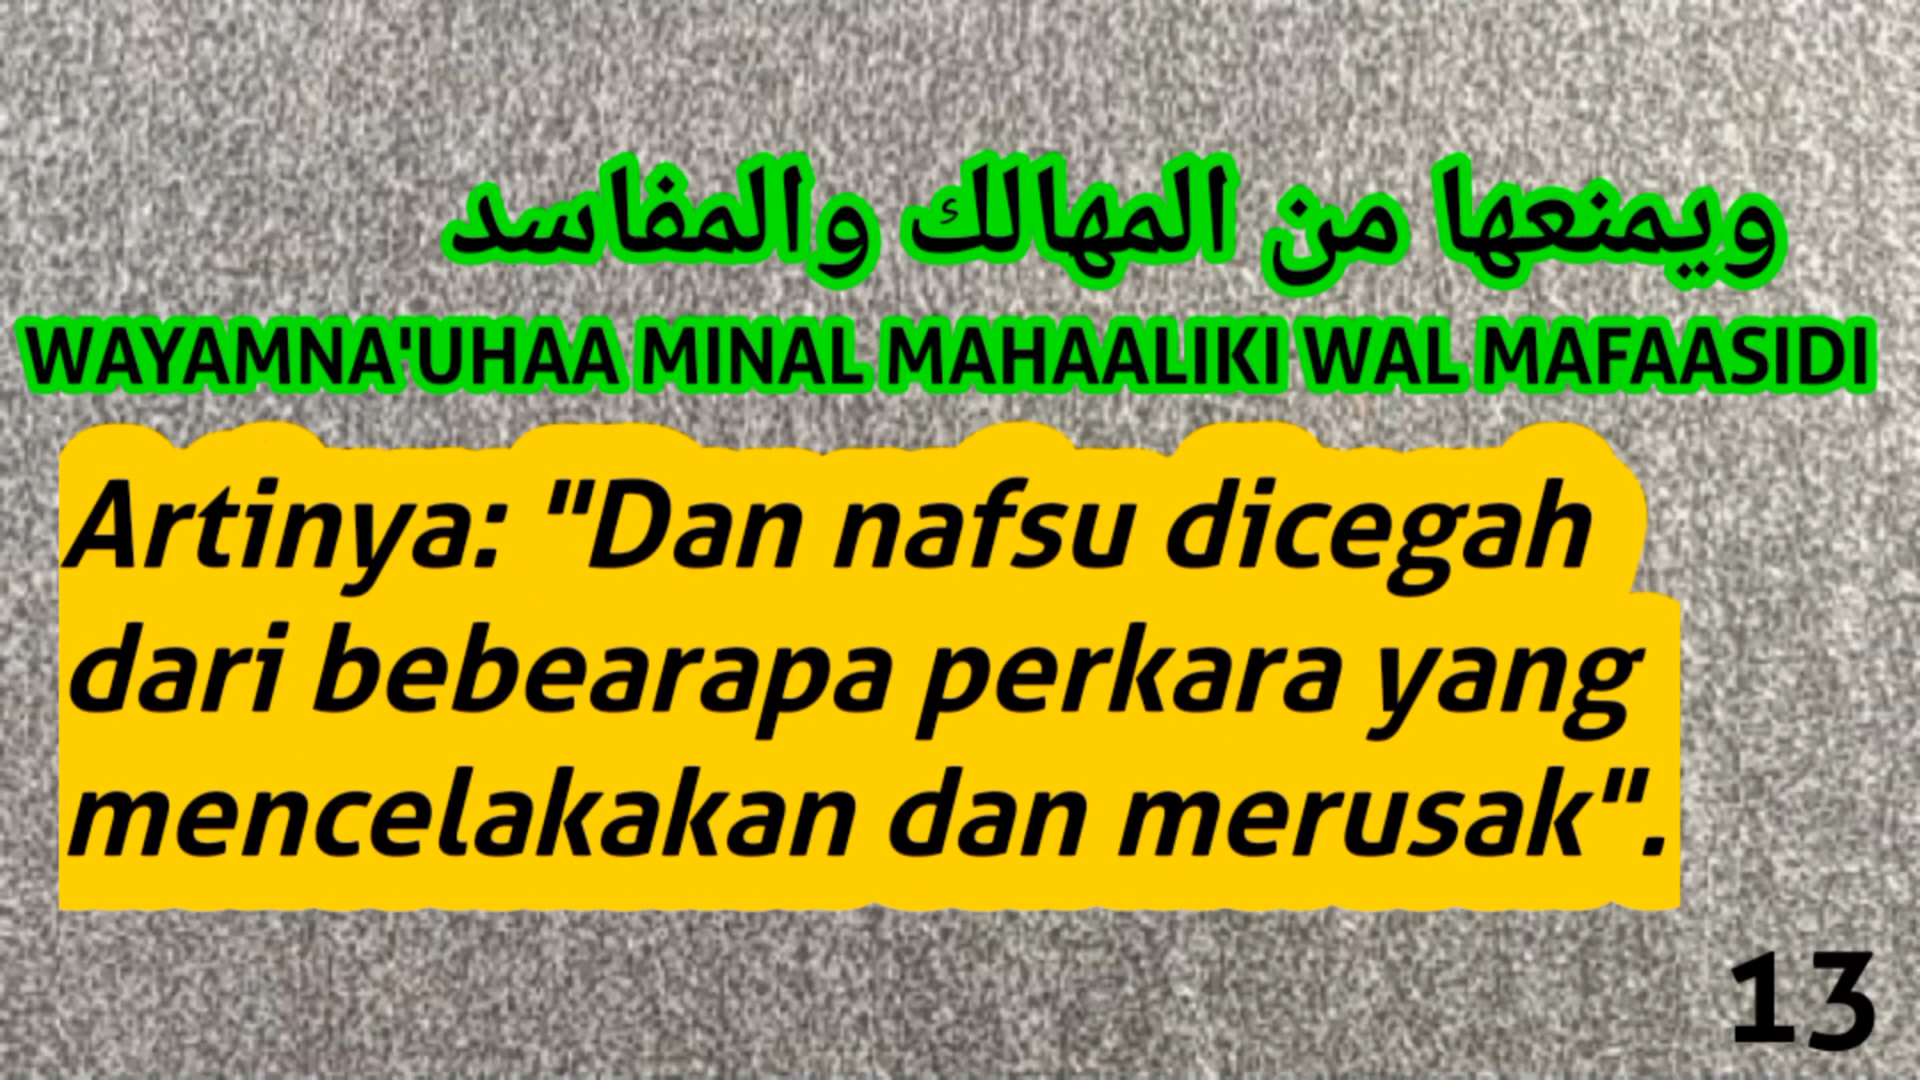 ويمنعها من المهالك والمفاسد
WAYAMNA'UHAA MINAL MAHAALIKI WAL MAFAASIDI
Artinya: "Dan nafsu dicegah
dari bebearapa perkara yang
mencelakakan dan merusak".
13